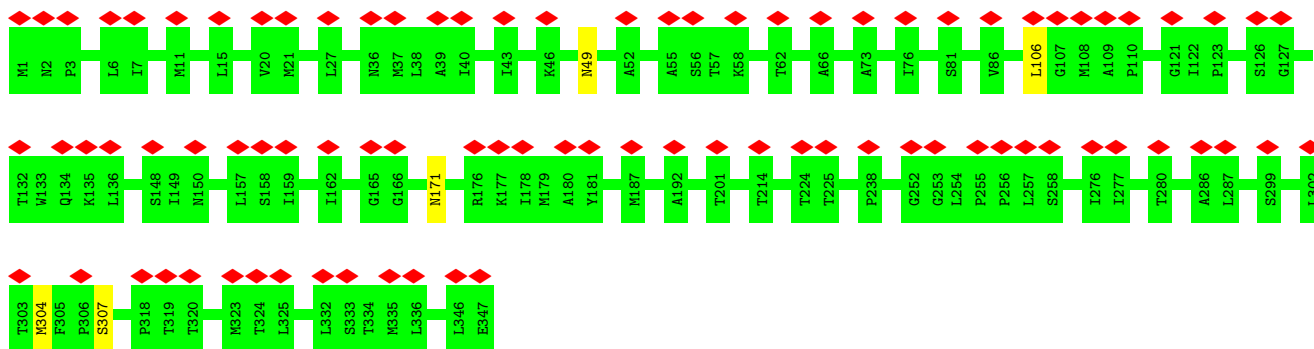 M1 N2 P3 L6 I7 M11 L15 V20 M21 L27 N36 M37 L38 A39 I40 I43 K46 N49 A52 A55 S56 T57 K58 T62 A66 A73 I76 S81 V86 L106 G107 M108 A109 P110 G121 I122 P123 S126 G127
T132 W133 Q134 K135 L136 S148 I149 N150 L157 S158 I159 I162 G165 G166 N171 R176 K177 I178 M179 A180 Y181 M187 A192 T201 T214 T224 T225 P238 G252 G253 L254 P255 P256 L257 S258 I276 I277 T280 A286 L287 S299 L302
T303 M304 F305 P306 S307 P318 T319 T320 M323 T324 L325 L332 S333 T334 M335 L336 L346 E347